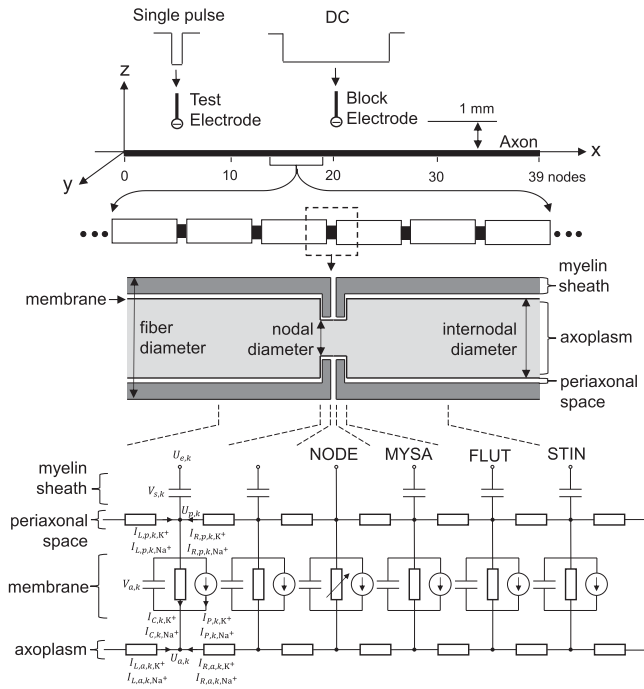 Single pulse
DC
z
Test
Electrode
Block
Electrode
1 mm
Axon
x
y
0
10
20
30
39 nodes
myelin
sheath
membrane
fiber
diameter
nodal
diameter
internodal
diameter
axoplasm
periaxonal
space
U_{e,k}
NODE
MYSA
FLUT
STIN
myelin
sheath
V_{s,k}
U_{p,k}
periaxonal
space
I_{L,p,k,K⁺}
I_{L,p,k,Na⁺}
I_{R,p,k,K⁺}
I_{R,p,k,Na⁺}
membrane
V_{a,k}
I_{C,k,K⁺}
I_{C,k,Na⁺}
I_{P,k,K⁺}
I_{P,k,Na⁺}
axoplasm
U_{a,k}
I_{L,a,k,K⁺}
I_{L,a,k,Na⁺}
I_{R,a,k,K⁺}
I_{R,a,k,Na⁺}